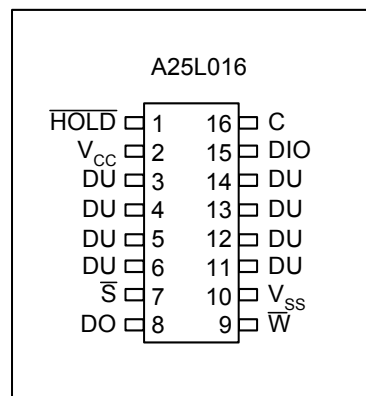 A25L016
HOLD 1 16 C
VCC 2 15 DIO
DU 3 14 DU
DU 4 13 DU
DU 5 12 DU
DU 6 11 DU
S 7 10 VSS
DO 8 9 W